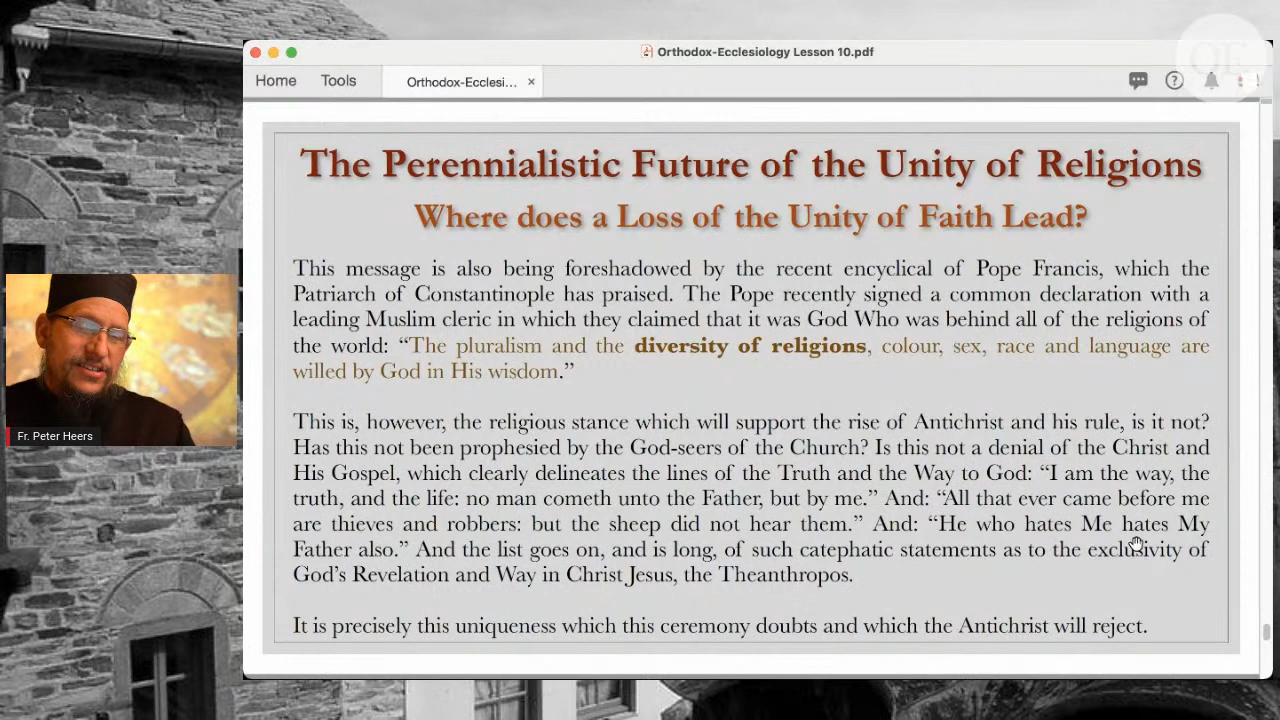 Orthodox-Ecclesiology Lesson 10.pdf
Home
Tools
Orthodox-Ecclesi...
The Perennialistic Future of the Unity of Religions
Where does a Loss of the Unity of Faith Lead?
This message is also being foreshadowed by the recent encyclical of Pope Francis, which the
Patriarch of Constantinople has praised. The Pope recently signed a common declaration with a
leading Muslim cleric in which they claimed that it was God Who was behind all of the religions of
the world: “The pluralism and the diversity of religions, colour, sex, race and language are
willed by God in His wisdom.”
This is, however, the religious stance which will support the rise of Antichrist and his rule, is it not?
Has this not been prophesied by the God-seers of the Church? Is this not a denial of the Christ and
His Gospel, which clearly delineates the lines of the Truth and the Way to God: “I am the way, the
truth, and the life: no man cometh unto the Father, but by me.” And: “All that ever came before me
are thieves and robbers: but the sheep did not hear them.” And: “He who hates Me hates My
Father also.” And the list goes on, and is long, of such catephatic statements as to the exclusivity of
God’s Revelation and Way in Christ Jesus, the Theanthropos.
It is precisely this uniqueness which this ceremony doubts and which the Antichrist will reject.
Fr. Peter Heers